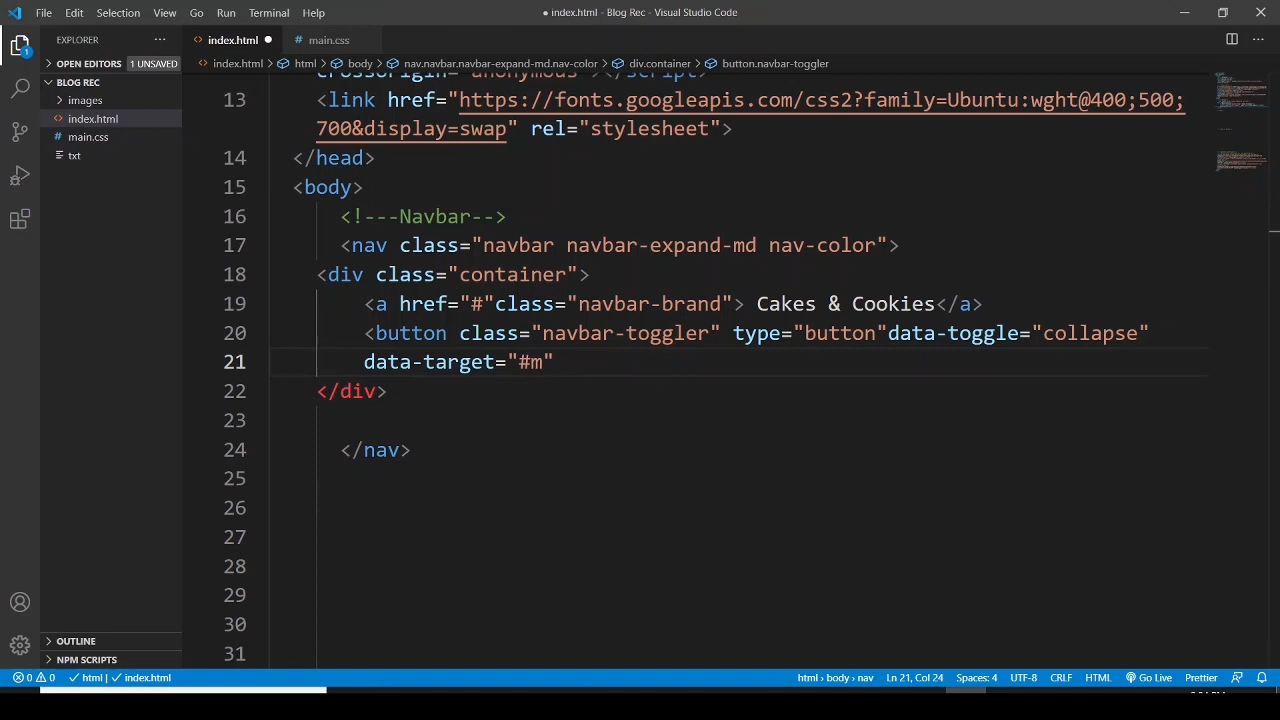 File Edit Selection View Go Run Terminal Help ● index.html - Blog Rec - Visual Studio Code
EXPLORER ··· <> index.html ● main.css
OPEN EDITORS 1 UNSAVED <> index.html > html > body > nav.navbar.navbar-expand-md.nav-color > div.container > button.navbar-toggler
BLOG REC
images
<> index.html
# main.css
txt
1
crossorigin="anonymous"></script>
13 <link href="https://fonts.googleapis.com/css2?family=Ubuntu:wght@400;500;
700&display=swap" rel="stylesheet">
14 </head>
15 <body>
16 <!---Navbar-->
17 <nav class="navbar navbar-expand-md nav-color">
18 <div class="container">
19 <a href="#"class="navbar-brand"> Cakes & Cookies</a>
20 <button class="navbar-toggler" type="button"data-toggle="collapse"
21 data-target="#m"
22 </div>
23
24 </nav>
25
26
27
28
29
30
31
OUTLINE
NPM SCRIPTS
0 0 html | index.html html > body > nav Ln 21, Col 24 Spaces: 4 UTF-8 CRLF HTML Go Live Prettier